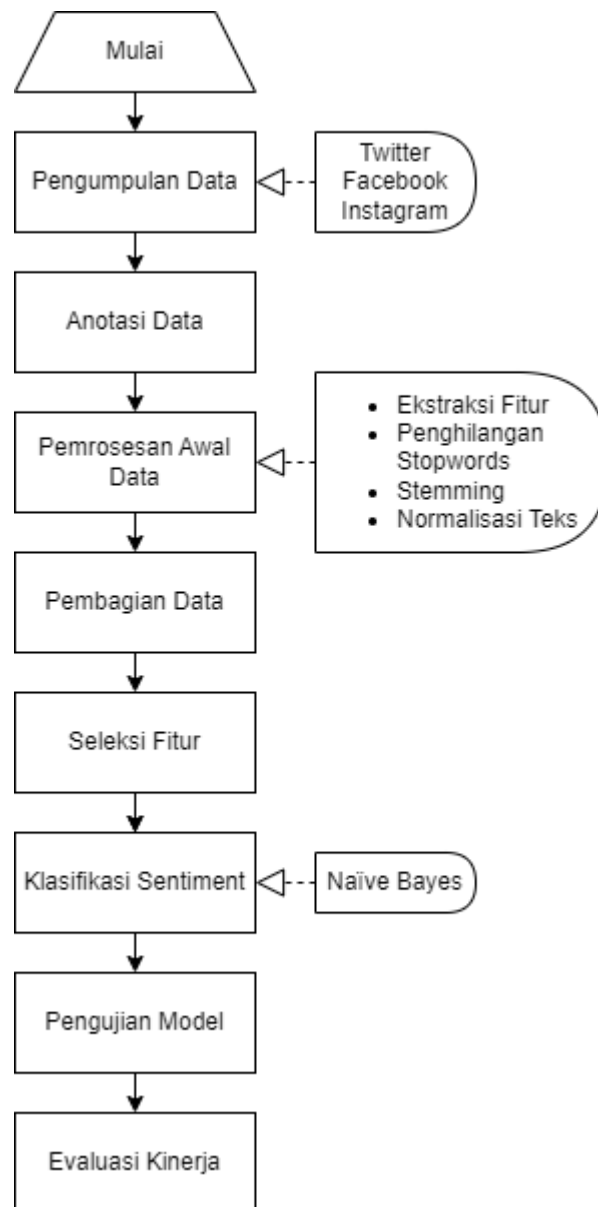 Mulai
Pengumpulan Data
Twitter
Facebook
Instagram
Anotasi Data
Pemrosesan Awal
Data
• Ekstraksi Fitur
• Penghilangan
Stopwords
• Stemming
• Normalisasi Teks
Pembagian Data
Seleksi Fitur
Klasifikasi Sentiment
Naïve Bayes
Pengujian Model
Evaluasi Kinerja